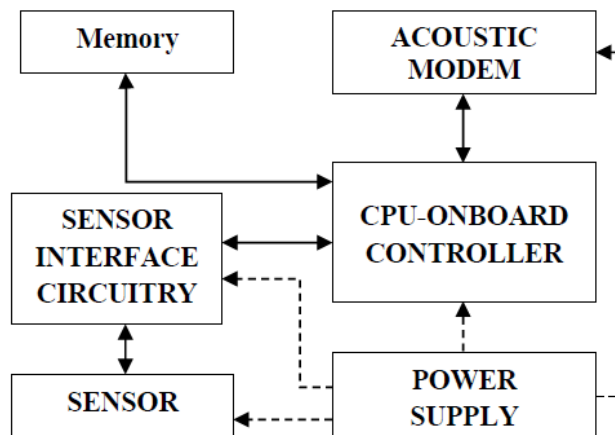 Memory
ACOUSTIC
MODEM
CPU-ONBOARD
CONTROLLER
SENSOR
INTERFACE
CIRCUITRY
SENSOR
POWER
SUPPLY